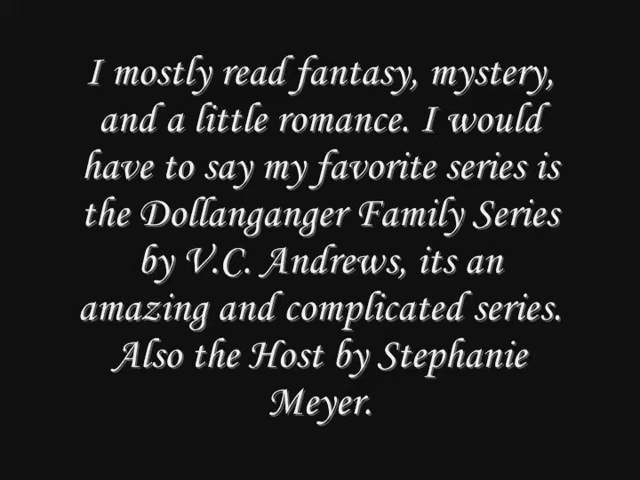 I mostly read fantasy, mystery,
and a little romance. I would
have to say my favorite series is
the Dollanganger Family Series
by V.C. Andrews, its an
amazing and complicated series.
Also the Host by Stephanie
Meyer.